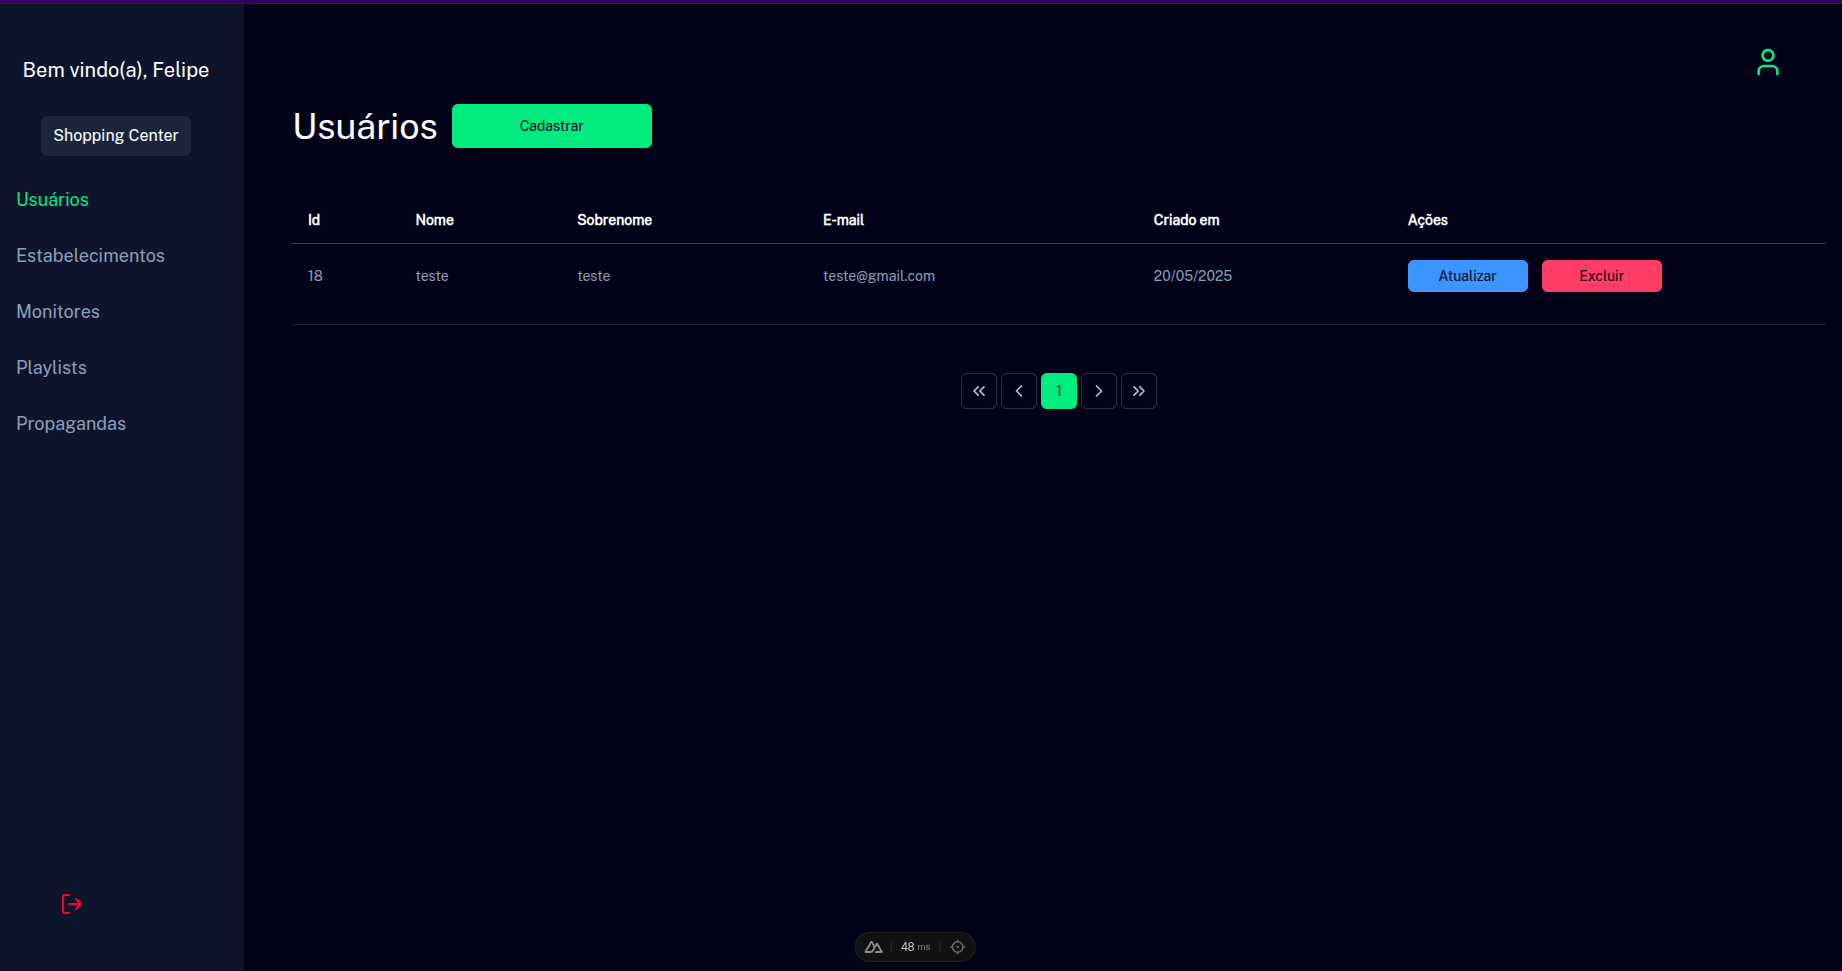 Bem vindo(a), Felipe
Shopping Center
Usuários
Estabelecimentos
Monitores
Playlists
Propagandas
Usuários
Cadastrar
Id Nome Sobrenome E-mail Criado em Ações
18 teste teste teste@gmail.com 20/05/2025 Atualizar Excluir
1
48 ms